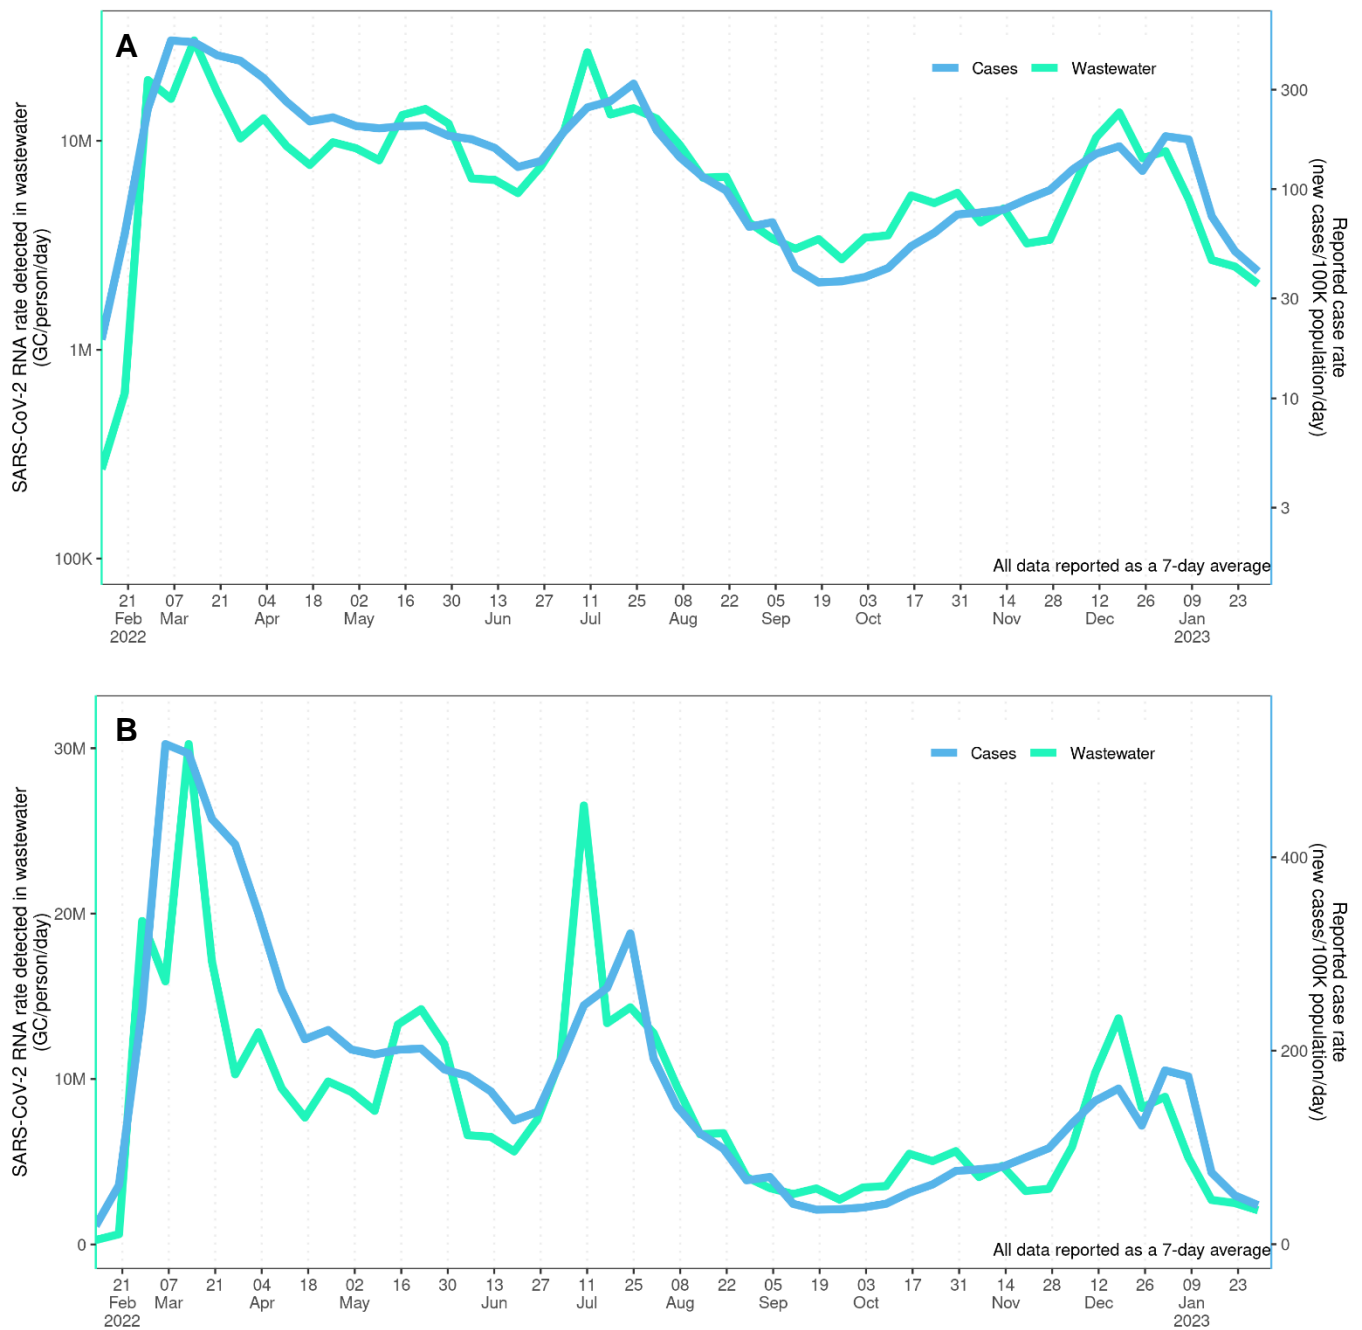 A
Cases
Wastewater
SARS-CoV-2 RNA rate detected in wastewater
(GC/person/day)
10M
1M
100K
300
100
30
10
3
Reported case rate
(new cases/100K population/day)
All data reported as a 7-day average
21 07 21 04 18 02 16 30 13 27 11 25 08 22 05 19 03 17 31 14 28 12 26 09 23
Feb Mar Apr May Jun Jul Aug Sep Oct Nov Dec Jan
2022 2023
B
Cases
Wastewater
SARS-CoV-2 RNA rate detected in wastewater
(GC/person/day)
30M
20M
10M
0
400
200
0
Reported case rate
(new cases/100K population/day)
All data reported as a 7-day average
21 07 21 04 18 02 16 30 13 27 11 25 08 22 05 19 03 17 31 14 28 12 26 09 23
Feb Mar Apr May Jun Jul Aug Sep Oct Nov Dec Jan
2022 2023